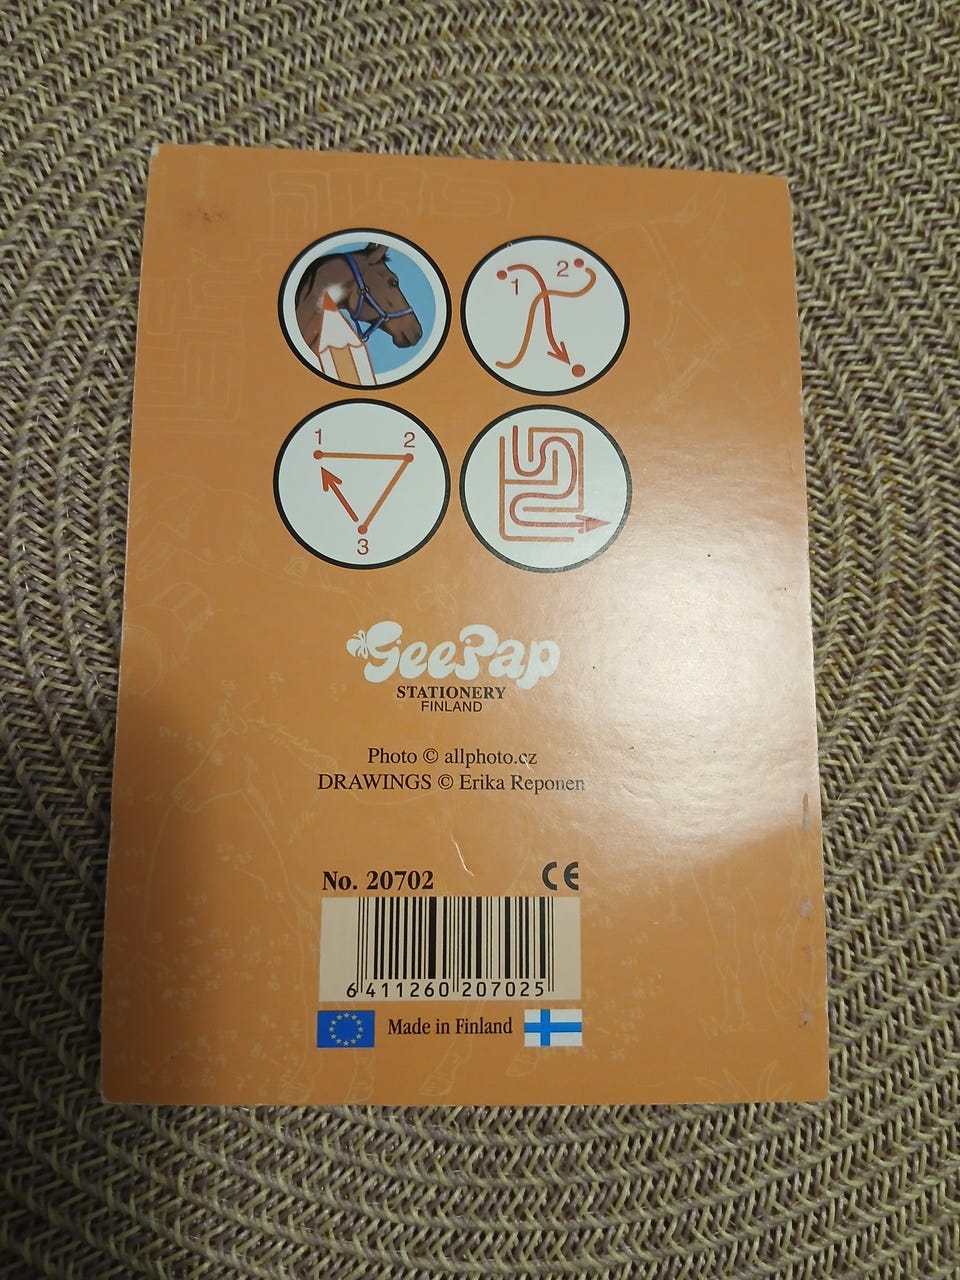 1 2
1 2
3
GeePap
STATIONERY
FINLAND
Photo © allphoto.cz
DRAWINGS © Erika Reponen
No. 20702 CE
6 411260 207025
Made in Finland